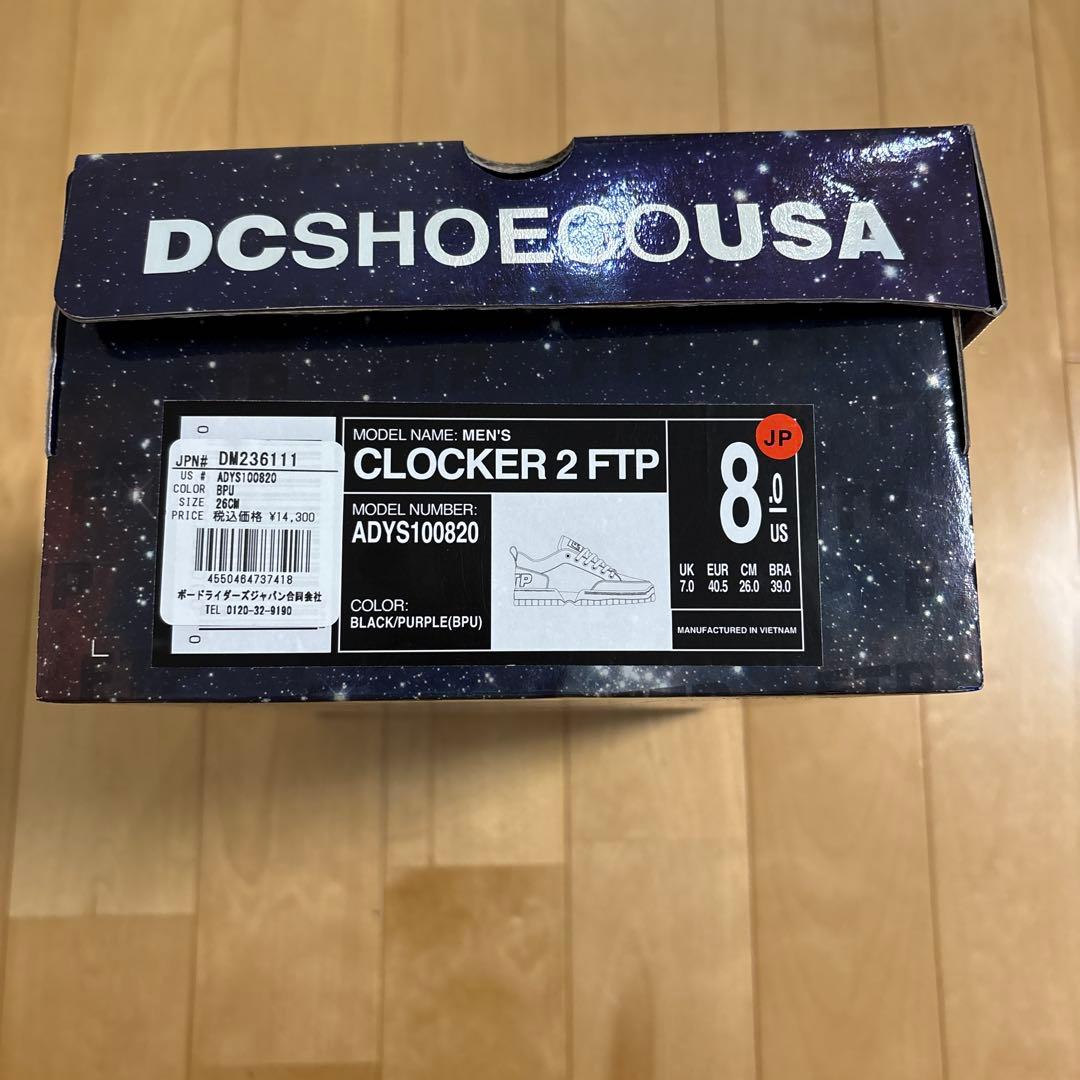 DCSHOECOUSA
JPN# DM236111
US # ADYS100820
COLOR BPU
SIZE 26CM
PRICE 税込価格 ¥14,300
4550464737418
ボードライダーズジャパン合同会社
TEL 0120-32-9190
MODEL NAME: MEN'S
CLOCKER 2 FTP
MODEL NUMBER:
ADYS100820
COLOR:
BLACK/PURPLE(BPU)
JP
8.0
US
UK EUR CM BRA
7.0 40.5 26.0 39.0
MANUFACTURED IN VIETNAM